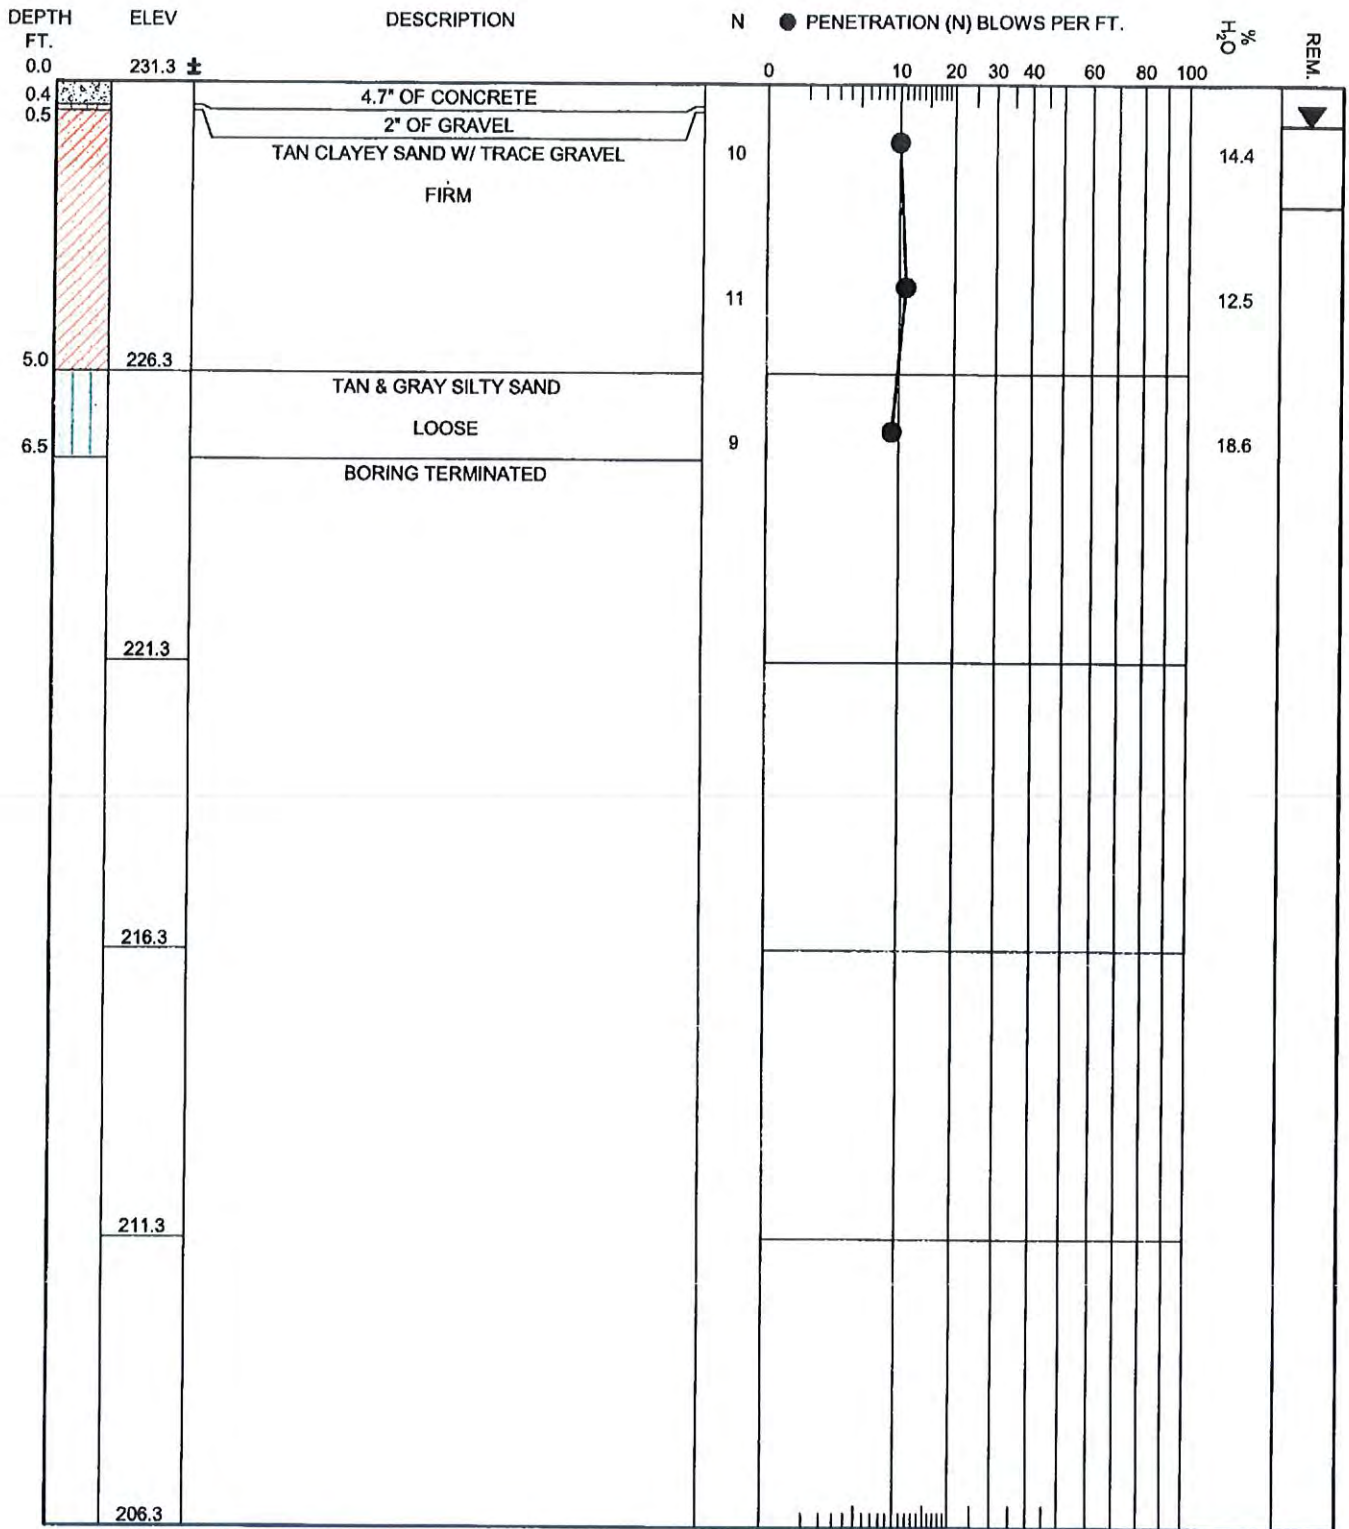 DEPTH ELEV DESCRIPTION N PENETRATION (N) BLOWS PER FT. % H₂O REM.
FT.
0.0 231.3 ±
0 10 20 30 40 60 80 100
0.4 4.7" OF CONCRETE
0.5
2" OF GRAVEL
TAN CLAYEY SAND W/ TRACE GRAVEL 10 14.4
FIRM
11 12.5
5.0 226.3
TAN & GRAY SILTY SAND
LOOSE
6.5 9 18.6
BORING TERMINATED
221.3
216.3
211.3
206.3